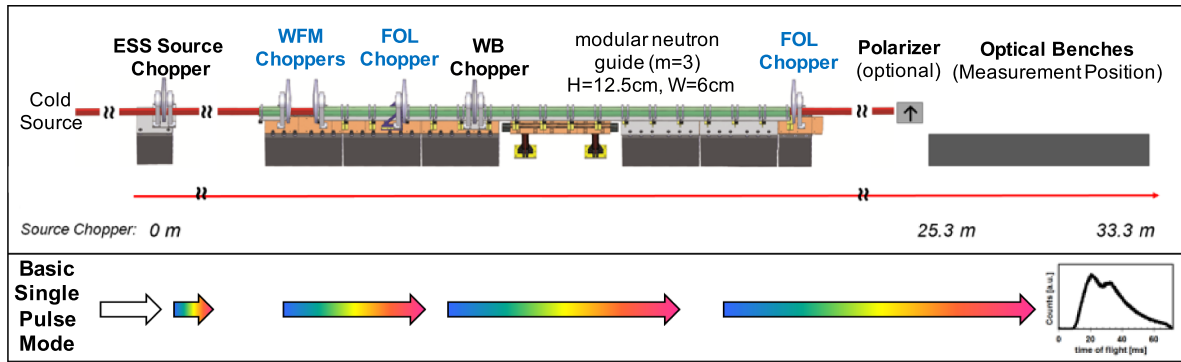 ESS Source
Chopper
WFM
Choppers
FOL
Chopper
WB
Chopper
modular neutron
guide (m=3)
H=12.5cm, W=6cm
FOL
Chopper
Polarizer
(optional)
Optical Benches
(Measurement Position)
Cold
Source
Source Chopper: 0 m
25.3 m
33.3 m
Basic
Single
Pulse
Mode
Counts [a.u.]
0
20
40
60
time of flight [ms]